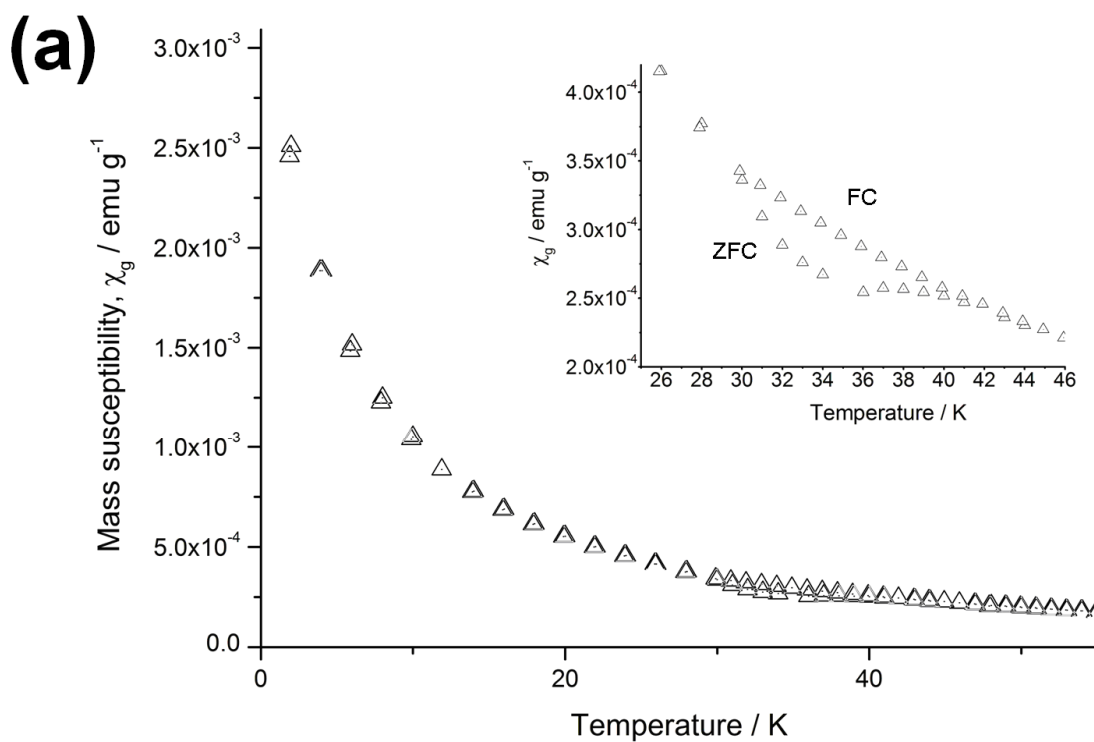 (a)
Mass susceptibility, χg / emu g⁻¹
3.0x10⁻³
2.5x10⁻³
2.0x10⁻³
1.5x10⁻³
1.0x10⁻³
5.0x10⁻⁴
0.0
0 20 40
Temperature / K
χg / emu g⁻¹
4.0x10⁻⁴
3.5x10⁻⁴
3.0x10⁻⁴
2.5x10⁻⁴
2.0x10⁻⁴
FC
ZFC
26 28 30 32 34 36 38 40 42 44 46
Temperature / K